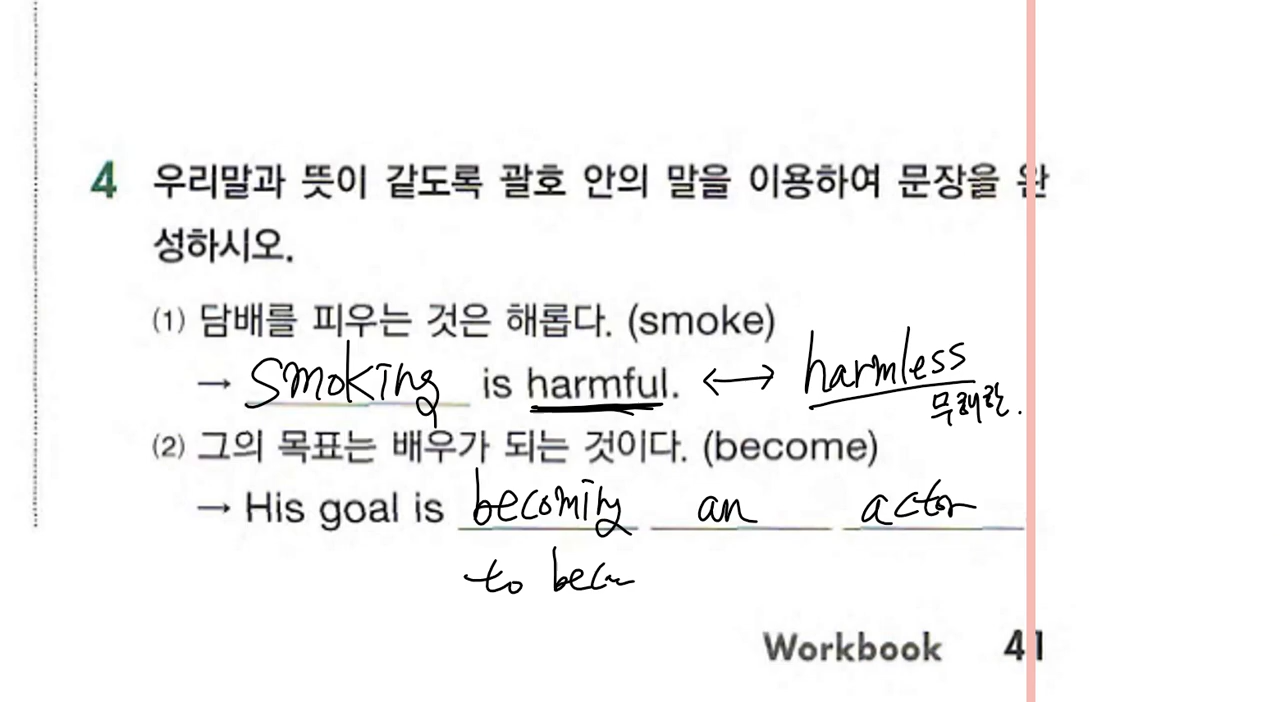 4 우리말과 뜻이 같도록 괄호 안의 말을 이용하여 문장을 완
성하시오.
(1) 담배를 피우는 것은 해롭다. (smoke)
→ smoking is harmful. ↔ harmless
무해한.
(2) 그의 목표는 배우가 되는 것이다. (become)
→ His goal is becoming an actor
to
Workbook 41